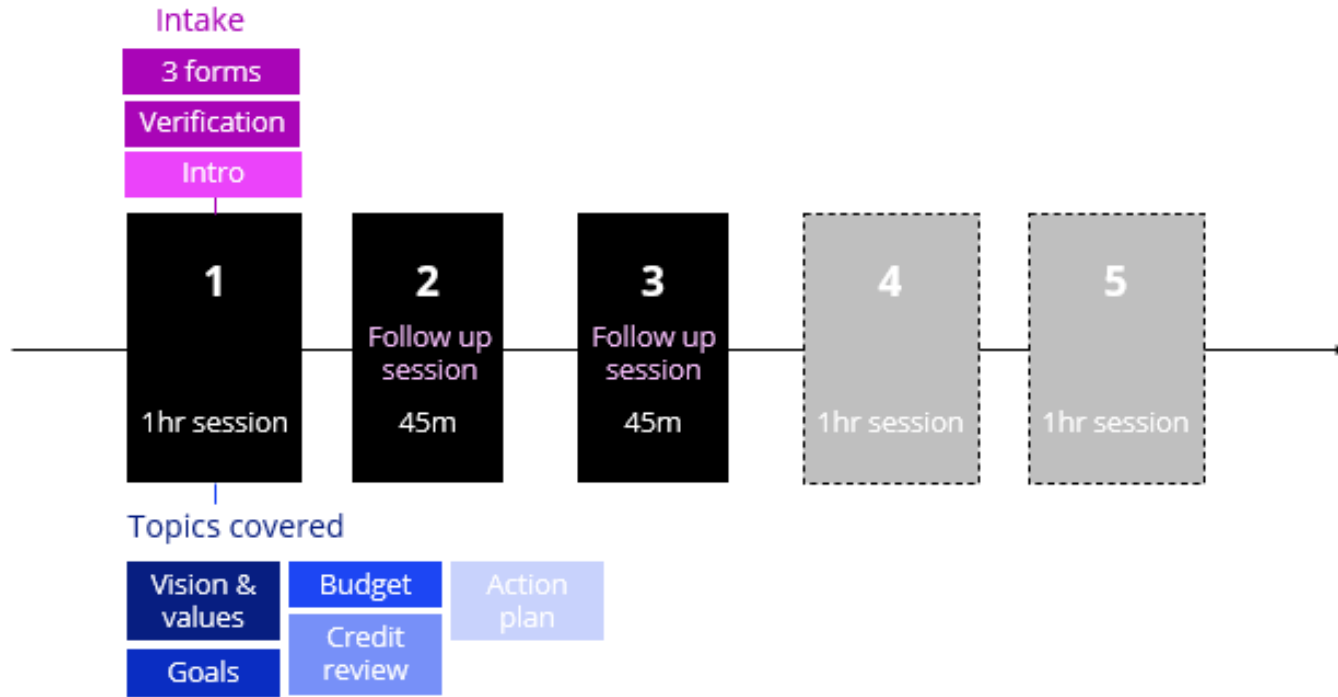 Intake
3 forms
Verification
Intro
1
1hr session
2
Follow up
session
45m
3
Follow up
session
45m
4
1hr session
5
1hr session
Topics covered
Vision &
values
Goals
Budget
Credit
review
Action
plan